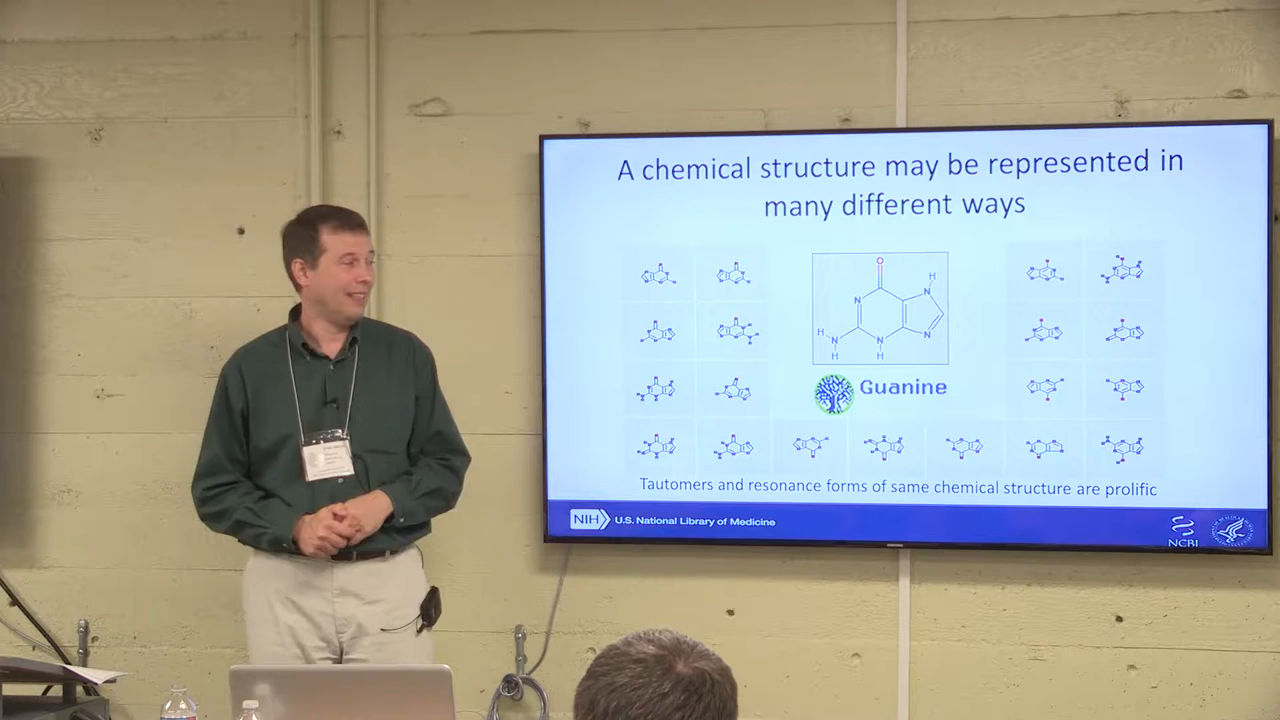 A chemical structure may be represented in
many different ways
O
H
N
N
H
N
N
H
N
H
Guanine
Tautomers and resonance forms of same chemical structure are prolific
NIH
U.S. National Library of Medicine
NCBI